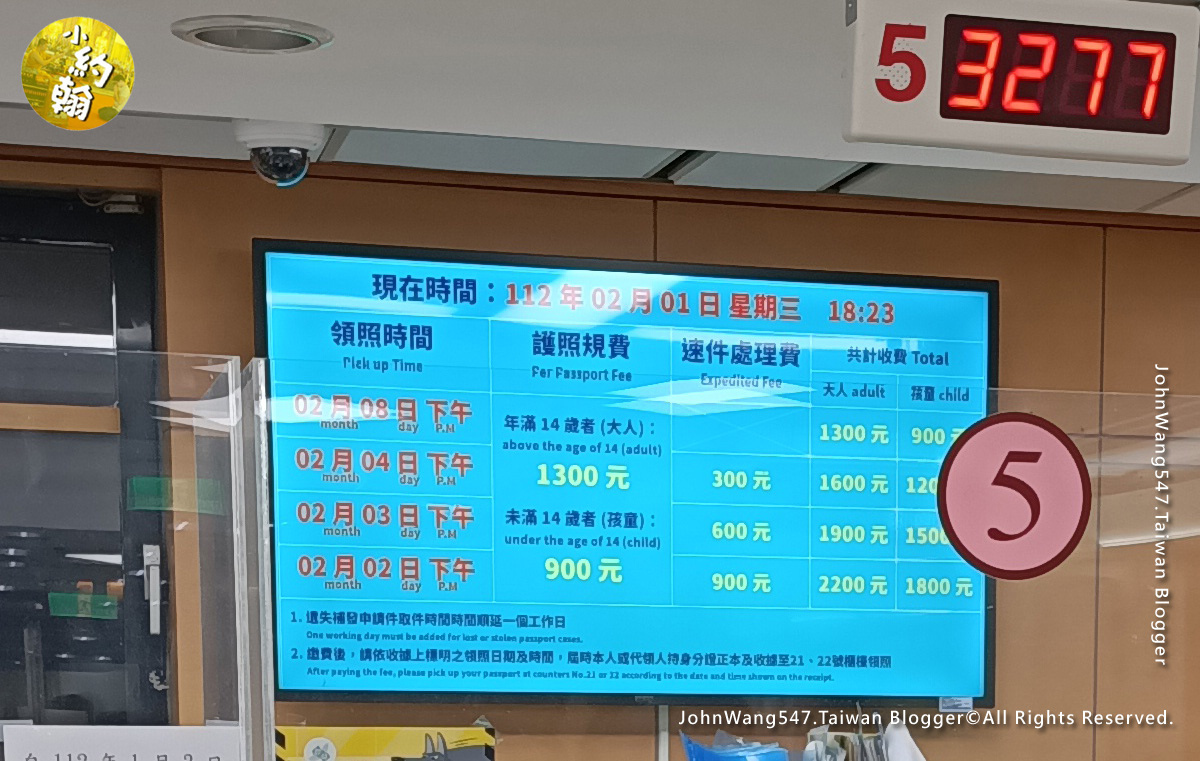 小約翰
5 3277
現在時間：112 年 02 月 01 日 星期三 18:23
領照時間 護照規費 速件處理費 共計收費 Total
Pick up Time Per Passport Fee Expedited Fee 大人 adult 孩童 child
02 月 08 日 下午
month day P.M
年滿 14 歲者 (大人)：
above the age of 14 (adult)
1300 元
1300 元 900
02 月 04 日 下午
month day P.M
300 元 1600 元
02 月 03 日 下午
month day P.M
未滿 14 歲者 (孩童)：
under the age of 14 (child)
900 元
600 元 1900 元 1500
02 月 02 日 下午
month day P.M
900 元 2200 元 1800 元
5
1. 遺失補發申請件取件時間時間順延一個工作日
One working day must be added for lost or stolen passport cases.
2. 繳費後，請依收據上標明之領照日期及時間，屆時本人或代領人持身分證正本及收據至21、22號櫃檯領照
After paying the fee, please pick up your passport at counters No.21 or 22 according to the date and time shown on the receipt.
JohnWang547.Taiwan Blogger
JohnWang547.Taiwan Blogger©All Rights Reserved.
112 年 1 月